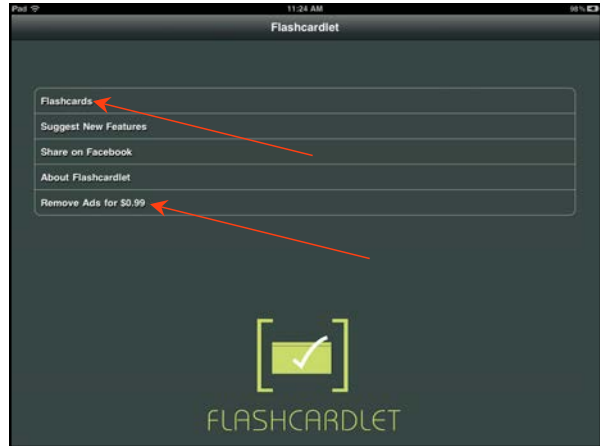 Pad 11:24 AM 98%
Flashcardlet
Flashcards
Suggest New Features
Share on Facebook
About Flashcardlet
Remove Ads for $0.99
FLASHCARDLET